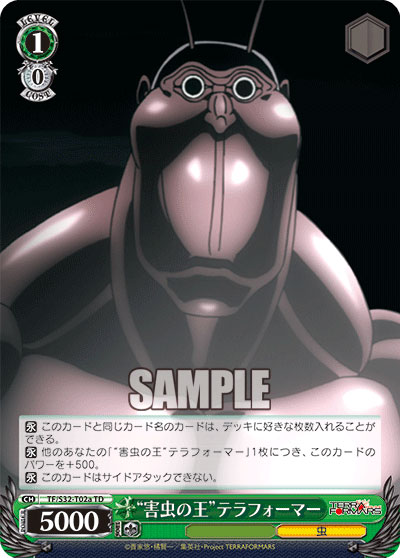 LEVEL
1
0
COST
SAMPLE
永 このカードと同じカード名のカードは、デッキに好きな枚数入れることが
できる。
永 他のあなたの「“害虫の王”テラフォーマー」1枚につき、このカードの
パワーを+500。
永 このカードはサイドアタックできない。
CH TF/S32-T02a TD
5000
“害虫の王”テラフォーマー
TERRAFORMARS
虫
©貴家悠・橘賢一/集英社・Project TERRAFORMARS